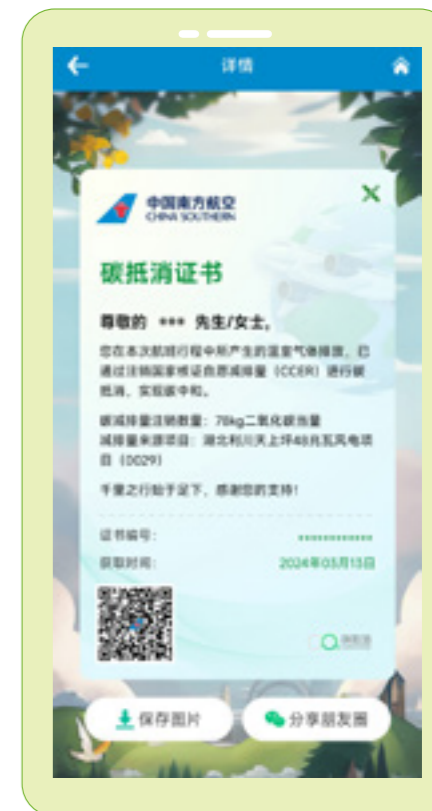 详情
中国南方航空
CHINA SOUTHERN
碳抵消证书
尊敬的 *** 先生/女士,
您在本次航班行程中所产生的温室气体排放，已
通过注销国家核证自愿减排量（CCER）进行碳
抵消，实现碳中和。
碳减排量注销数量：78kg二氧化碳当量
减排量来源项目：湖北利川天上坪48兆瓦风电项
目（0029）
千里之行始于足下，感谢您的支持！
证书编号：
************
获取时间：
2024年03月13日
保存图片
分享朋友圈